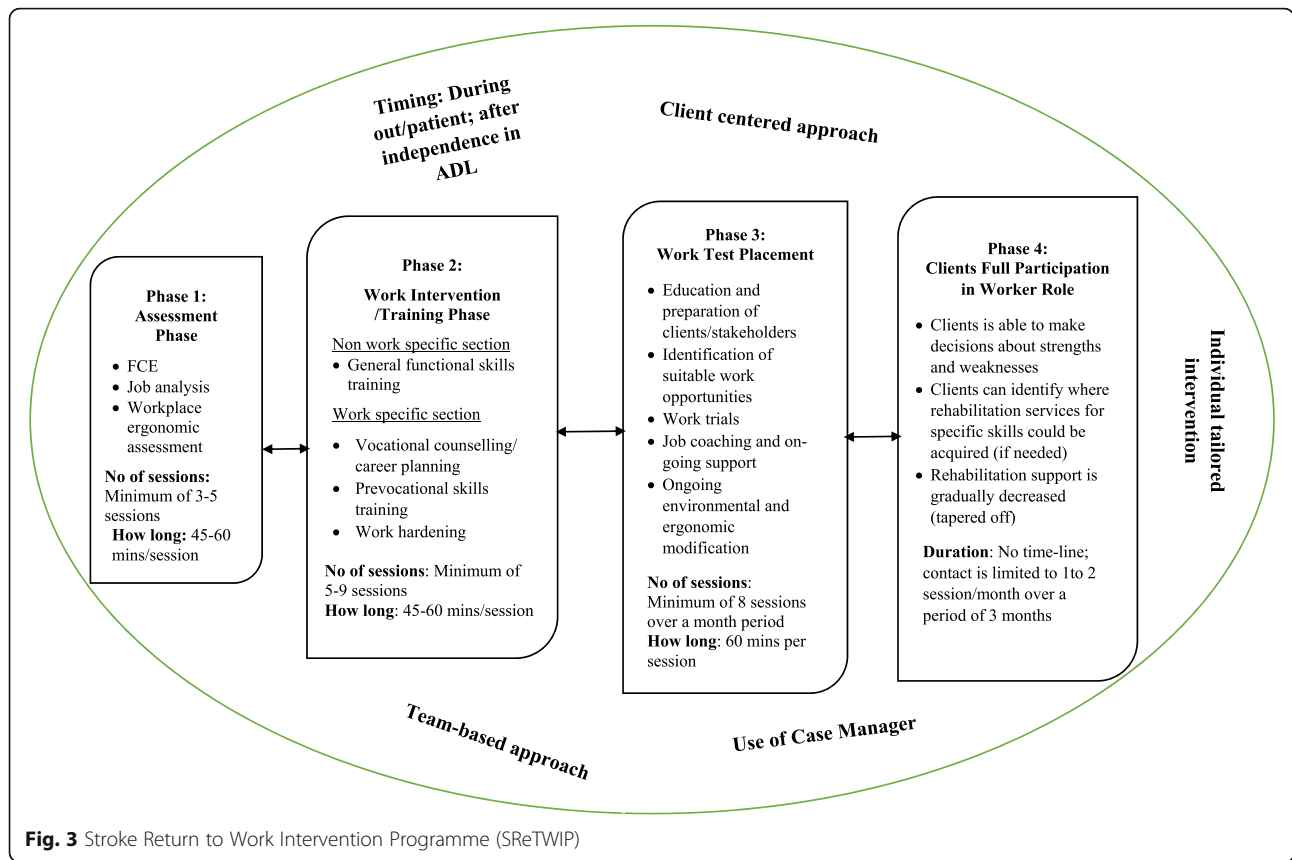 Timing: During
out/patient; after
independence in
ADL
Client centered approach
Phase 1:
Assessment
Phase
• FCE
• Job analysis
• Workplace
ergonomic
assessment
No of sessions:
Minimum of 3-5
sessions
How long: 45-60
mins/session
Phase 2:
Work Intervention
/Training Phase
Non work specific section
• General functional skills
training
Work specific section
• Vocational counselling/
career planning
• Prevocational skills
training
• Work hardening
No of sessions: Minimum of
5-9 sessions
How long: 45-60 mins/session
Phase 3:
Work Test Placement
• Education and
preparation of
clients/stakeholders
• Identification of
suitable work
opportunities
• Work trials
• Job coaching and on-
going support
• Ongoing
environmental and
ergonomic
modification
No of sessions:
Minimum of 8 sessions
over a month period
How long: 60 mins per
session
Phase 4:
Clients Full Participation
in Worker Role
• Clients is able to make
decisions about strengths
and weaknesses
• Clients can identify where
rehabilitation services for
specific skills could be
acquired (if needed)
• Rehabilitation support is
gradually decreased
(tapered off)
Duration: No time-line;
contact is limited to 1to 2
session/month over a
period of 3 months
Individual tailored
intervention
Team-based approach
Use of Case Manager
Fig. 3 Stroke Return to Work Intervention Programme (SReTWIP)